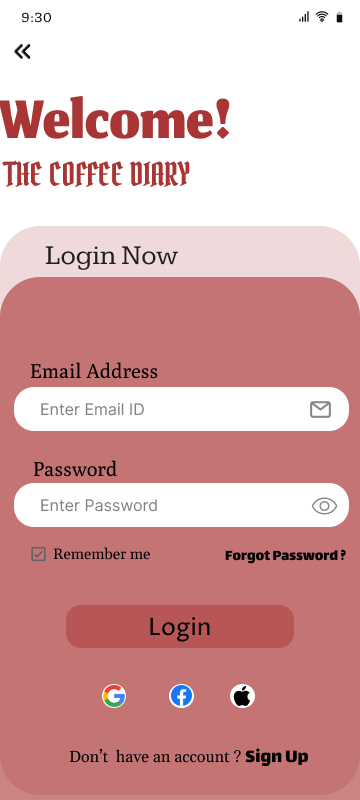 9:30
Welcome!
THE COFFEE DIARY
Login Now
Email Address
Enter Email ID
Password
Enter Password
Remember me Forgot Password ?
Login
Don't have an account ? Sign Up